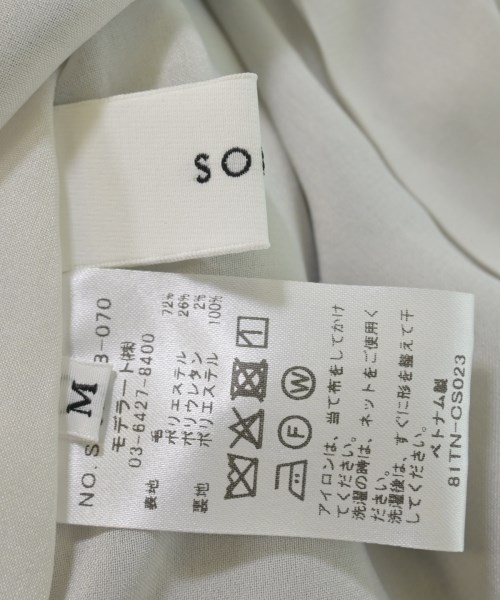 SO
M
NO. S 3-070
モデラート(株)
03-6427-8400
表地 毛 72%
ポリエステル 26%
ポリウレタン 2%
裏地 ポリエステル 100%
W
F
アイロンは、当て布をしてかけ
てください。
洗濯の時は、ネットをご使用く
ださい。
洗濯後は、すぐに形を整えて干
してください。
ベトナム製
81TN-CS023